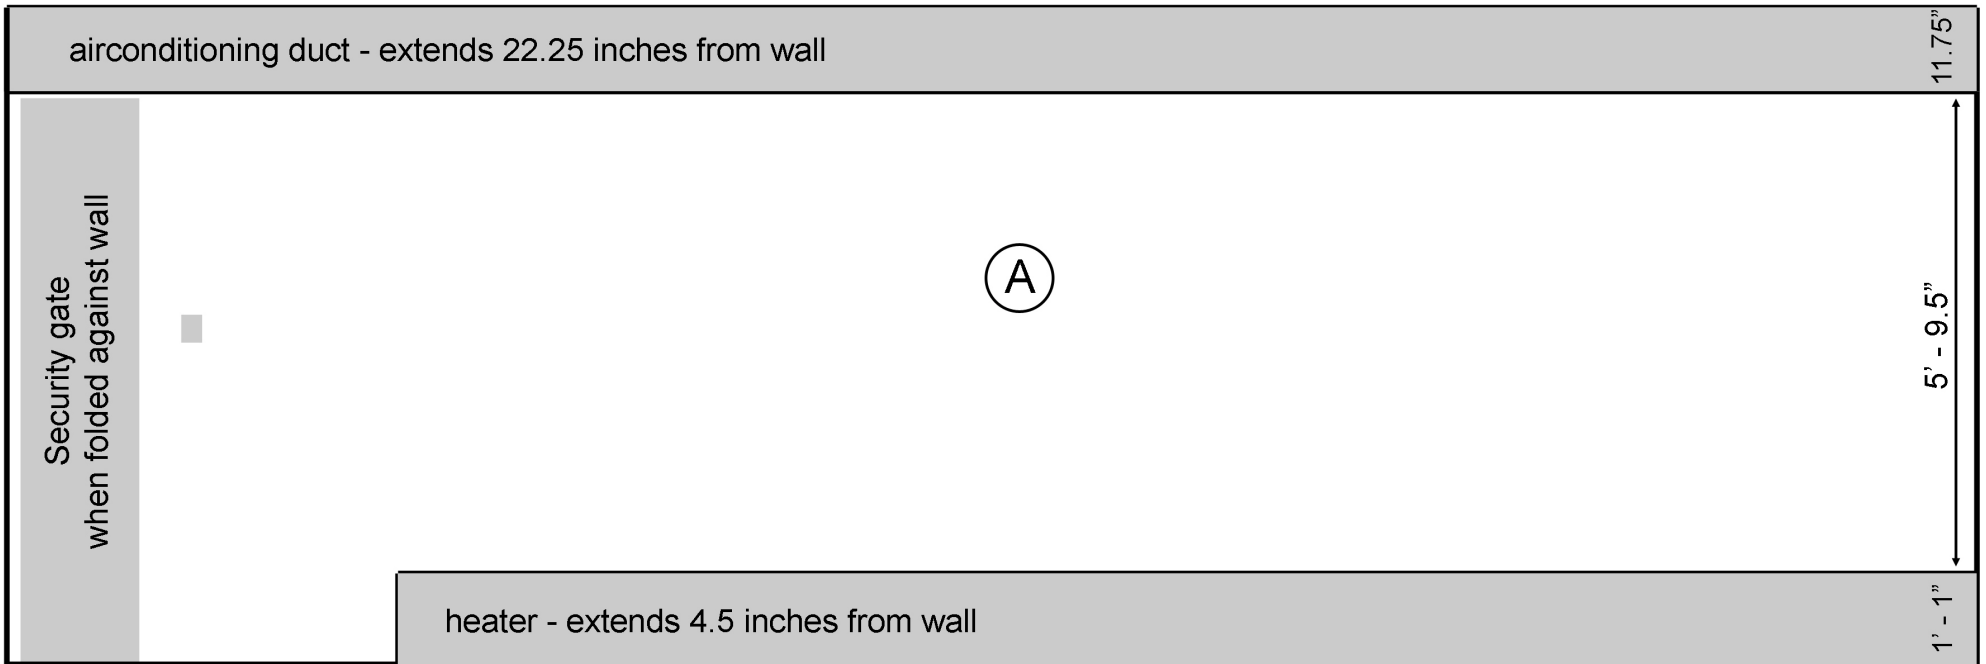 airconditioning duct - extends 22.25 inches from wall
11.75”
Security gate
when folded against wall
A
5’ - 9.5”
heater - extends 4.5 inches from wall
1’ - 1”